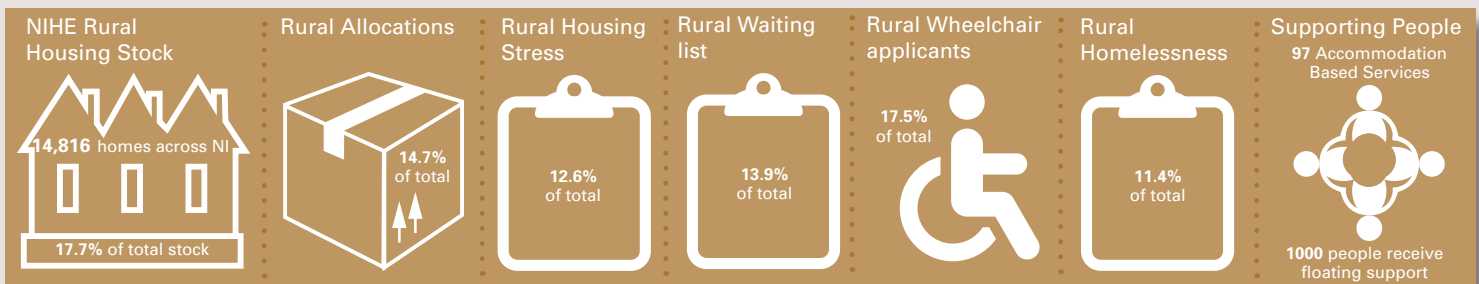 NIHE Rural
Housing Stock
14,816 homes across NI
17.7% of total stock
Rural Allocations
14.7%
of total
Rural Housing
Stress
12.6%
of total
Rural Waiting
list
13.9%
of total
Rural Wheelchair
applicants
17.5%
of total
Rural
Homelessness
11.4%
of total
Supporting People
97 Accommodation
Based Services
1000 people receive
floating support